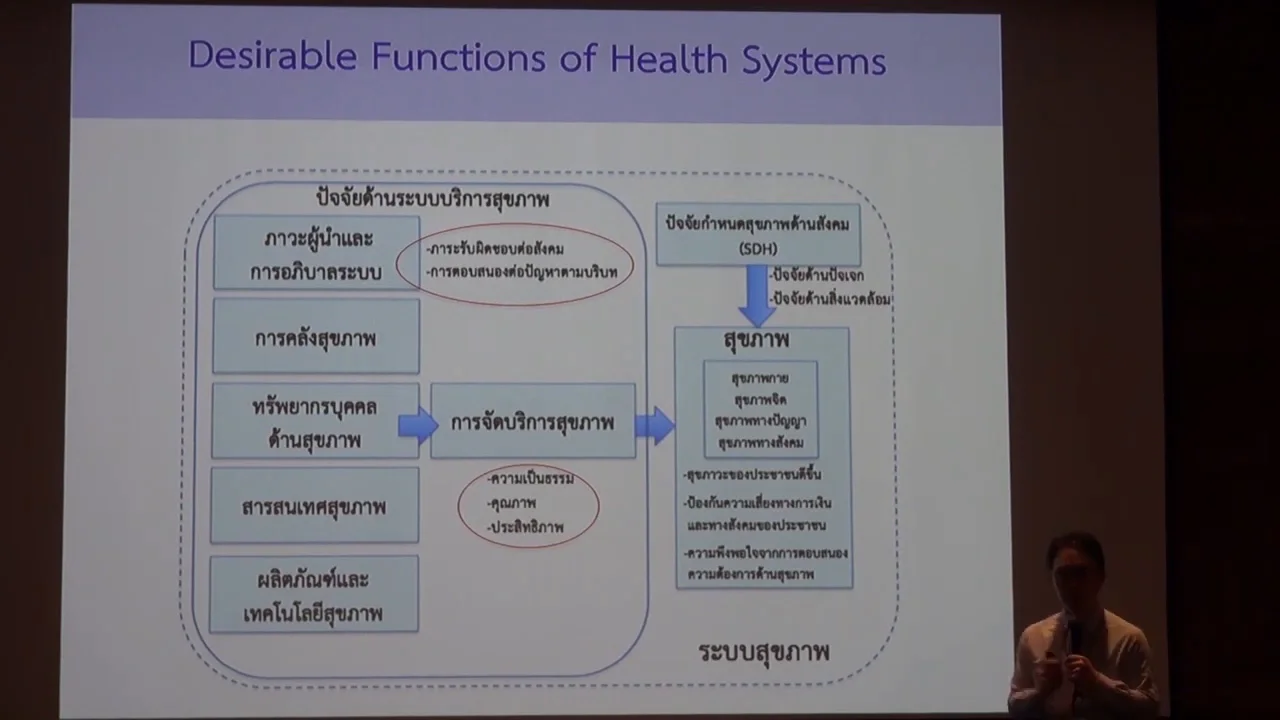 Desirable Functions of Health Systems
ปัจจัยด้านระบบบริการสุขภาพ
ภาวะผู้นำและ
การอภิบาลระบบ
-ภาระรับผิดชอบต่อสังคม
-การตอบสนองต่อปัญหาตามบริบท
การคลังสุขภาพ
ทรัพยากรบุคคล
ด้านสุขภาพ
การจัดบริการสุขภาพ
-ความเป็นธรรม
-คุณภาพ
-ประสิทธิภาพ
สารสนเทศสุขภาพ
ผลิตภัณฑ์และ
เทคโนโลยีสุขภาพ
ปัจจัยกำหนดสุขภาพด้านสังคม
(SDH)
-ปัจจัยด้านปัจเจก
-ปัจจัยด้านสิ่งแวดล้อม
สุขภาพ
สุขภาพกาย
สุขภาพจิต
สุขภาพทางปัญญา
สุขภาพทางสังคม
-สุขภาวะของประชาชนดีขึ้น
-ป้องกันความเสี่ยงทางการเงิน
และทางสังคมของประชาชน
-ความพึงพอใจจากการตอบสนอง
ความต้องการด้านสุขภาพ
ระบบสุขภาพ